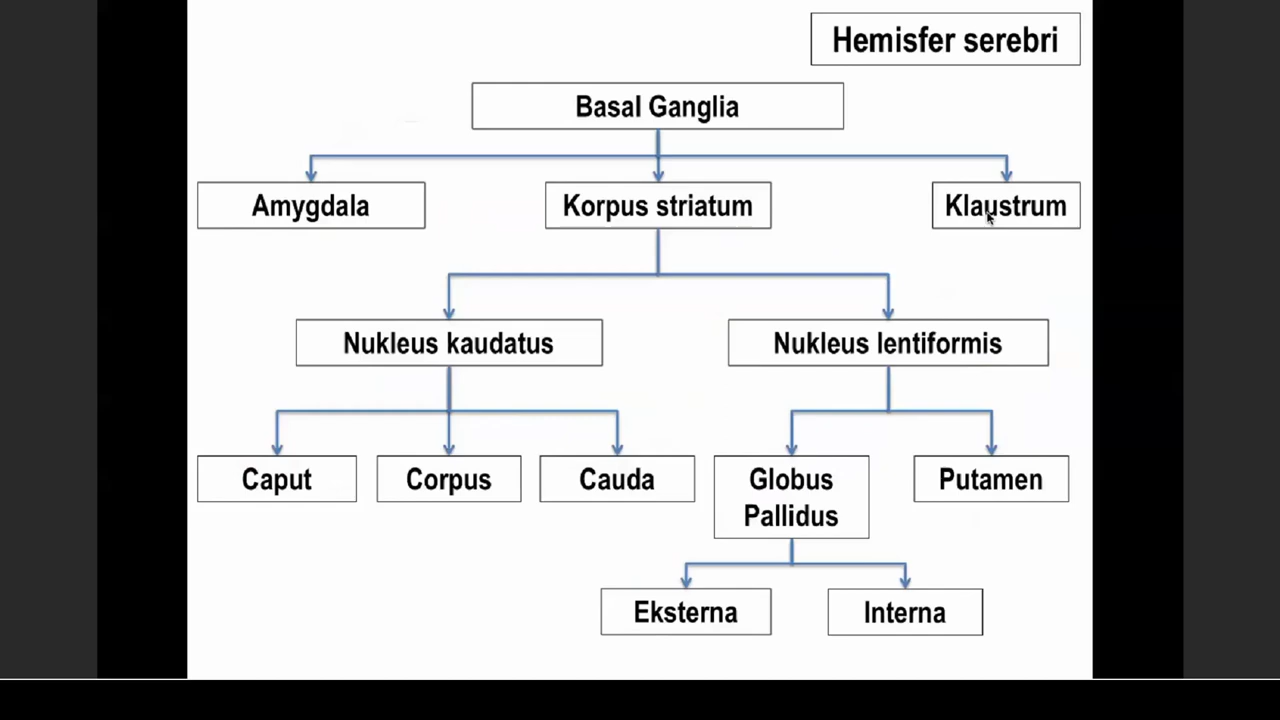 Hemisfer serebri
Basal Ganglia
Amygdala
Korpus striatum
Klaustrum
Nukleus kaudatus
Nukleus lentiformis
Caput
Corpus
Cauda
Globus
Pallidus
Putamen
Eksterna
Interna